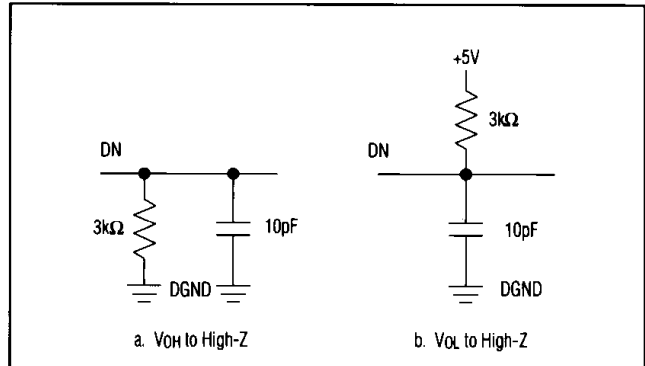 DN
3kΩ
10pF
DGND
a. VOH to High-Z
+5V
3kΩ
DN
10pF
DGND
b. VOL to High-Z